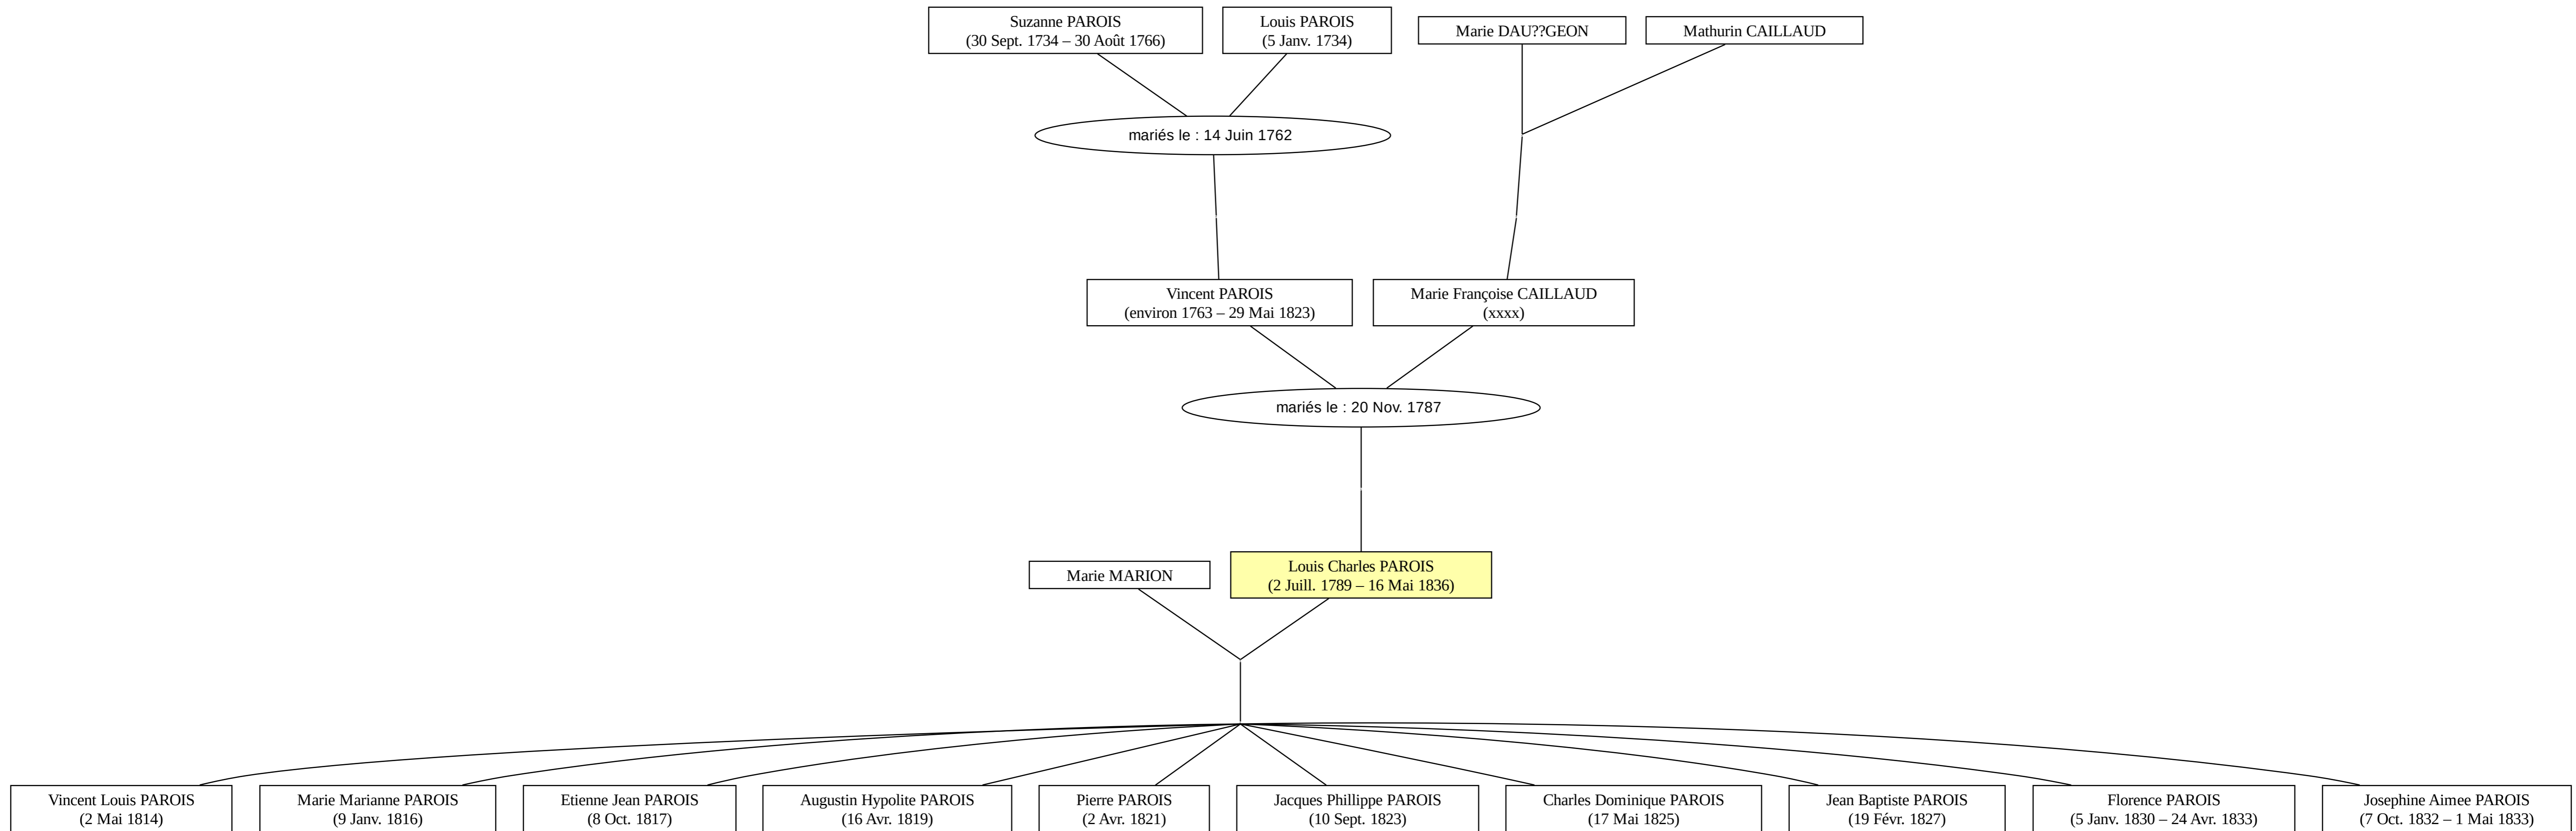 Suzanne PAROIS
(30 Sept. 1734 – 30 Août 1766)
Louis PAROIS
(5 Janv. 1734)
Marie DAU??GEON
Mathurin CAILLAUD
mariés le : 14 Juin 1762
Vincent PAROIS
(environ 1763 – 29 Mai 1823)
Marie Françoise CAILLAUD
(xxxx)
mariés le : 20 Nov. 1787
Marie MARION
Louis Charles PAROIS
(2 Juill. 1789 – 16 Mai 1836)
Vincent Louis PAROIS
(2 Mai 1814)
Marie Marianne PAROIS
(9 Janv. 1816)
Etienne Jean PAROIS
(8 Oct. 1817)
Augustin Hypolite PAROIS
(16 Avr. 1819)
Pierre PAROIS
(2 Avr. 1821)
Jacques Phillippe PAROIS
(10 Sept. 1823)
Charles Dominique PAROIS
(17 Mai 1825)
Jean Baptiste PAROIS
(19 Févr. 1827)
Florence PAROIS
(5 Janv. 1830 – 24 Avr. 1833)
Josephine Aimee PAROIS
(7 Oct. 1832 – 1 Mai 1833)